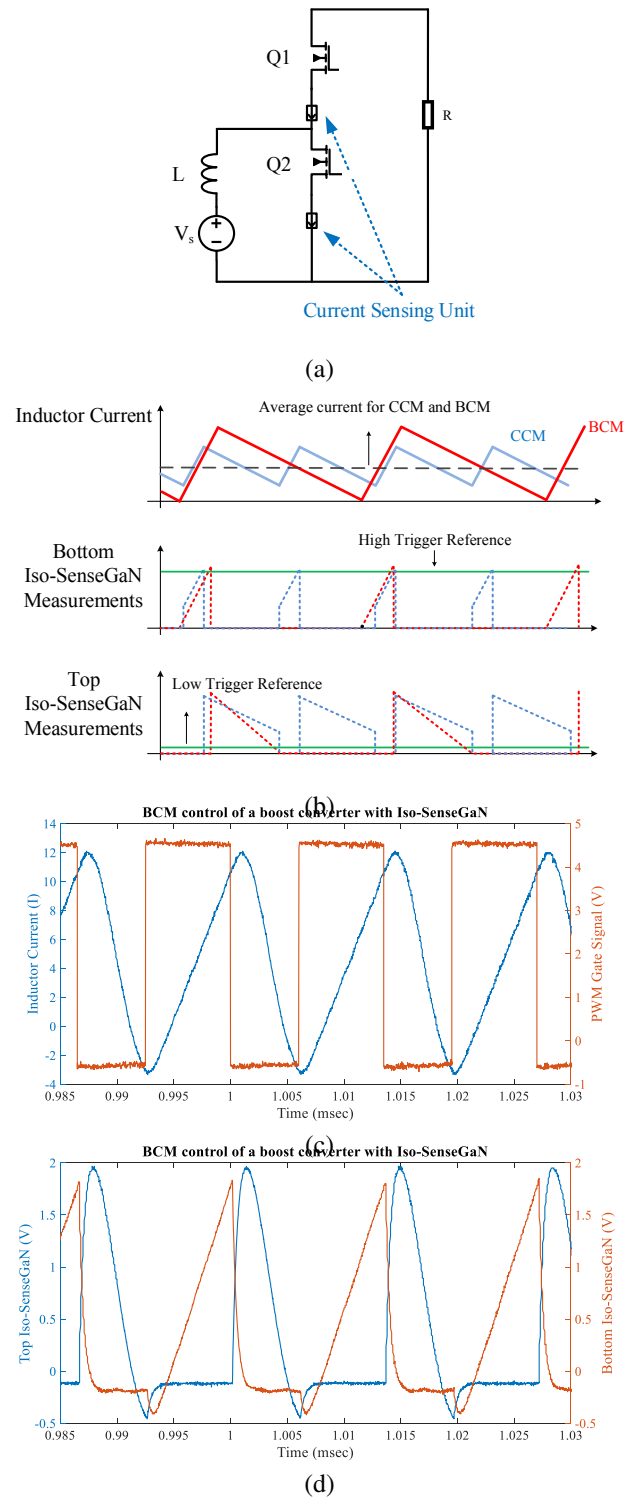 Q1
R
Q2
L
Vs
+
−
Current Sensing Unit
(a)
Inductor Current
Average current for CCM and BCM
CCM
BCM
Bottom
Iso-SenseGaN
Measurements
High Trigger Reference
Top
Iso-SenseGaN
Measurements
Low Trigger Reference
(b)
BCM control of a boost converter with Iso-SenseGaN
14
12
10
8
6
4
2
0
-2
-4
Inductor Current (I)
5
4
3
2
1
0
-1
PWM Gate Signal (V)
0.985 0.99 0.995 1 1.005 1.01 1.015 1.02 1.025 1.03
Time (msec)
(c)
BCM control of a boost converter with Iso-SenseGaN
2
1.5
1
0.5
0
-0.5
Top Iso-SenseGaN (V)
2
1.5
1
0.5
0
-0.5
Bottom Iso-SenseGaN (V)
0.985 0.99 0.995 1 1.005 1.01 1.015 1.02 1.025 1.03
Time (msec)
(d)